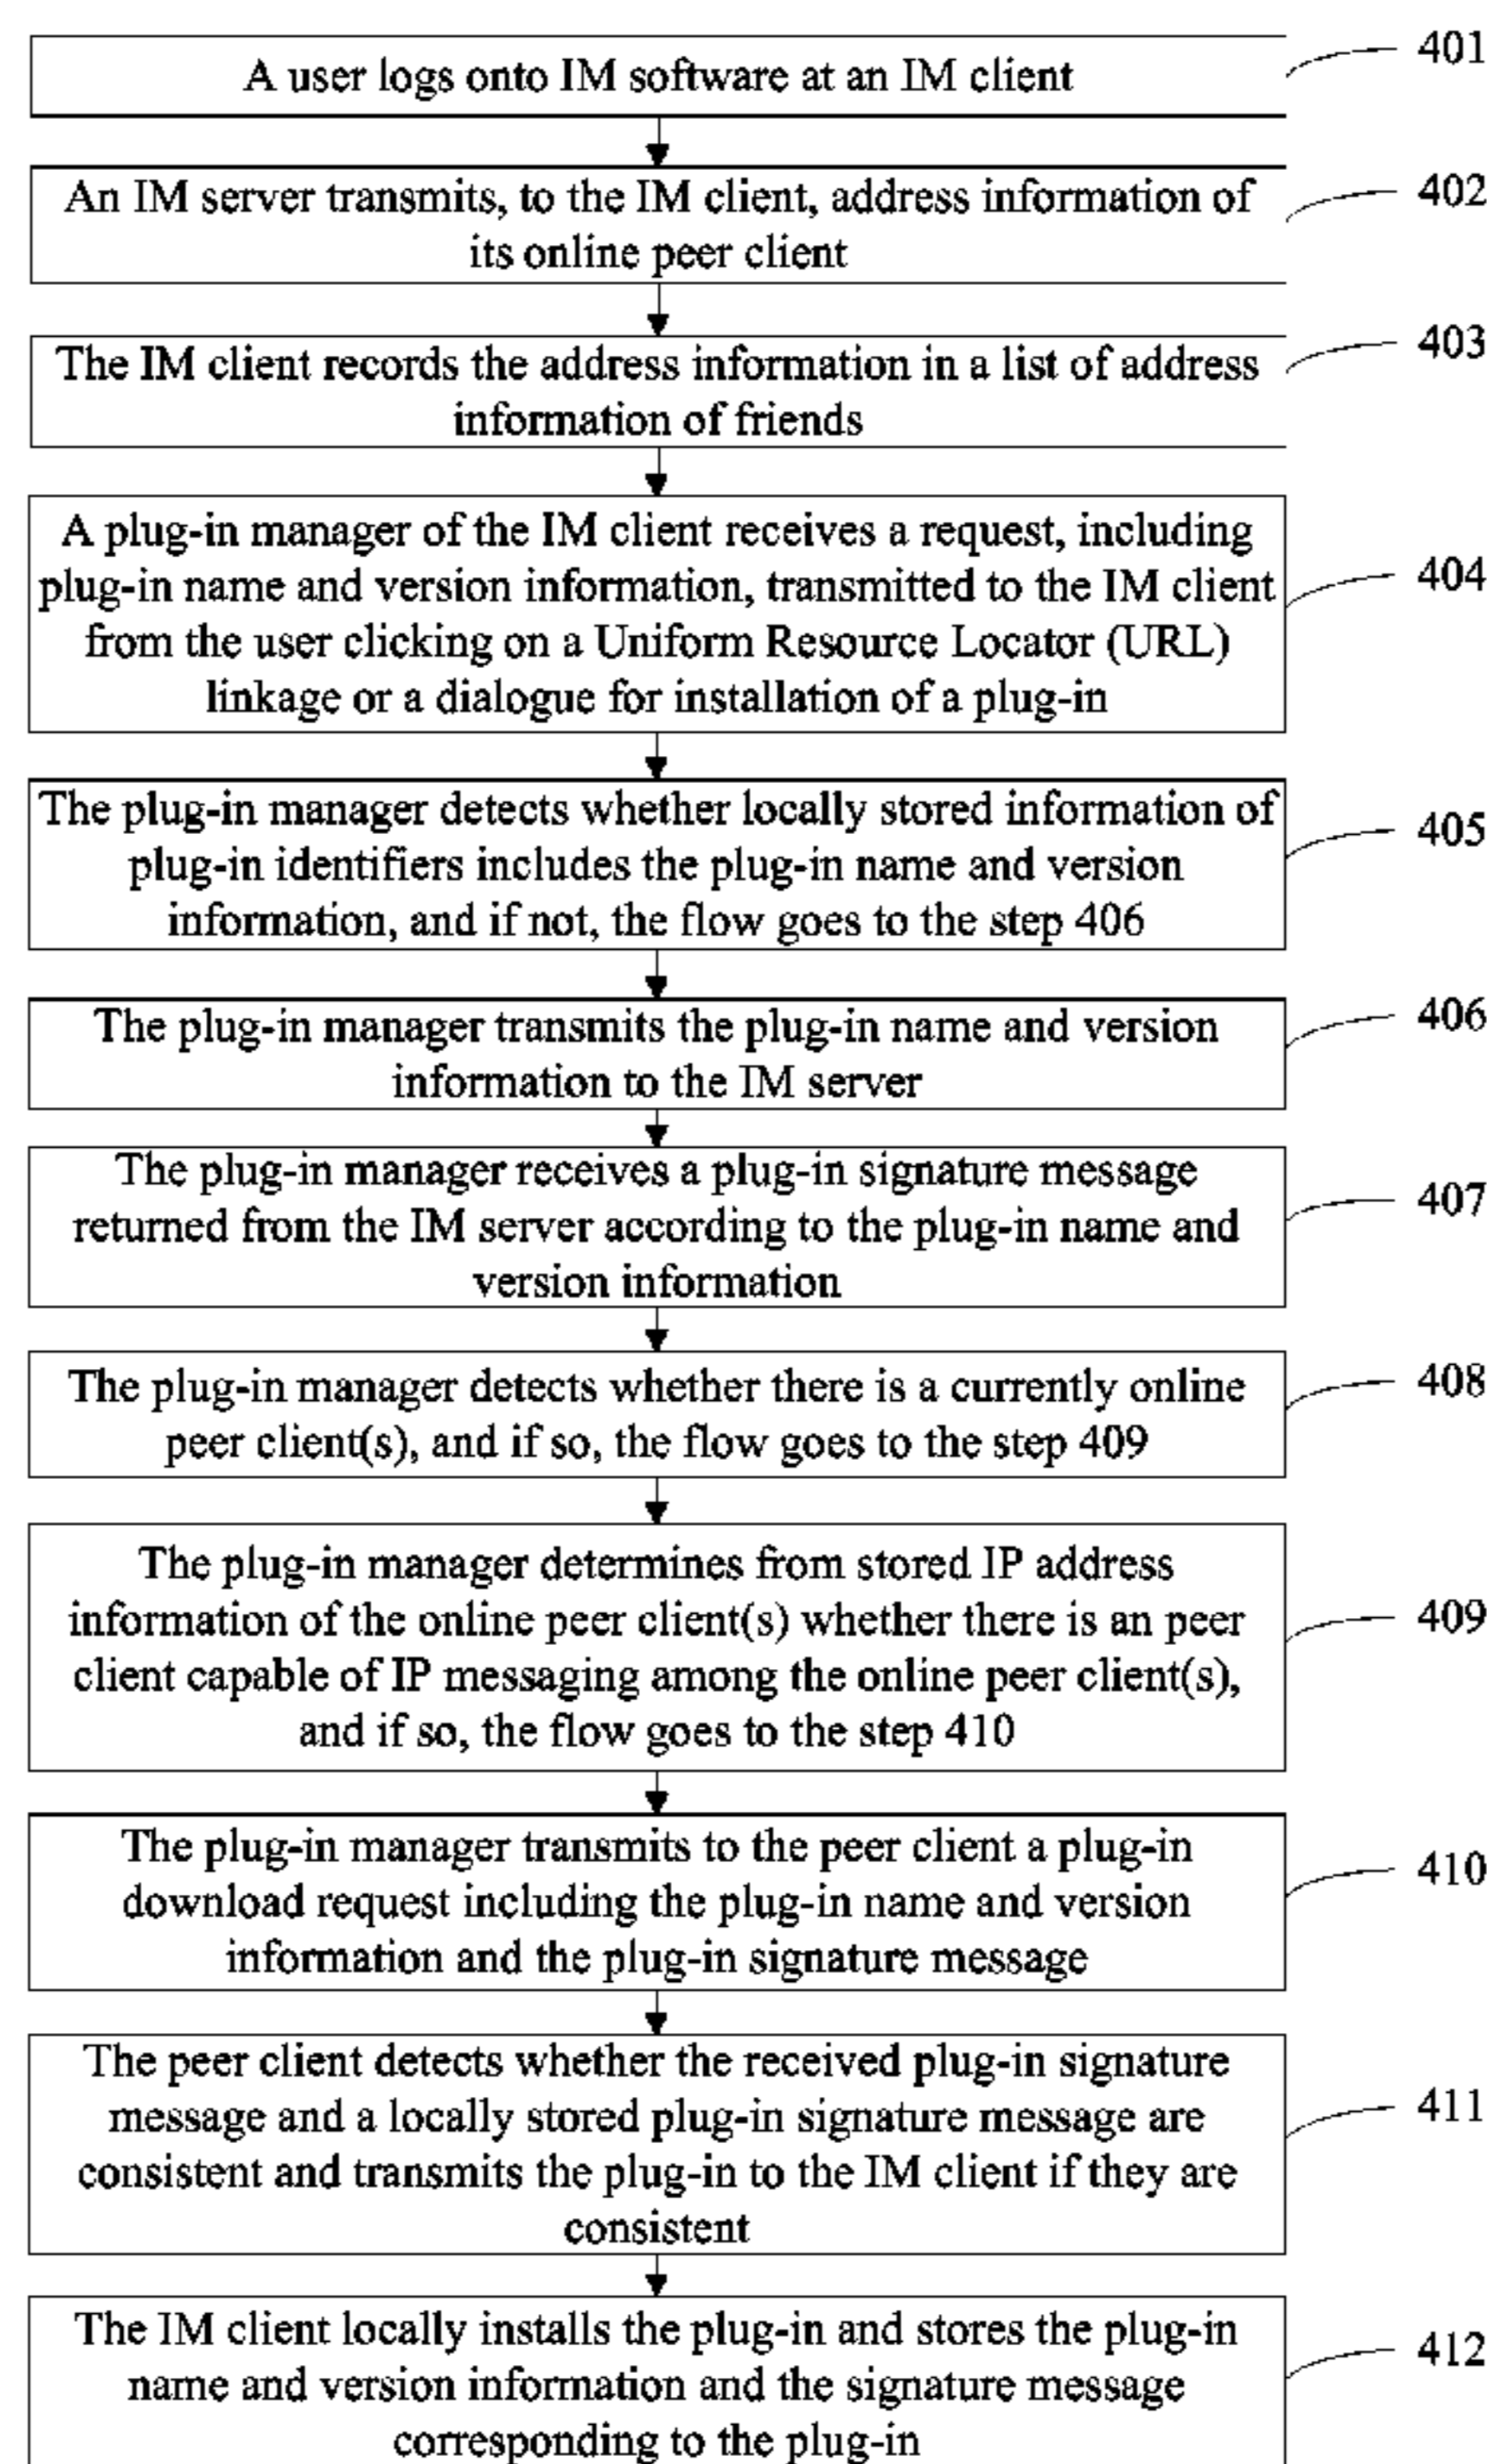 A user logs onto IM software at an IM client
401
An IM server transmits, to the IM client, address information of
its online peer client
402
The IM client records the address information in a list of address
information of friends
403
A plug-in manager of the IM client receives a request, including
plug-in name and version information, transmitted to the IM client
from the user clicking on a Uniform Resource Locator (URL)
linkage or a dialogue for installation of a plug-in
404
The plug-in manager detects whether locally stored information of
plug-in identifiers includes the plug-in name and version
information, and if not, the flow goes to the step 406
405
The plug-in manager transmits the plug-in name and version
information to the IM server
406
The plug-in manager receives a plug-in signature message
returned from the IM server according to the plug-in name and
version information
407
The plug-in manager detects whether there is a currently online
peer client(s), and if so, the flow goes to the step 409
408
The plug-in manager determines from stored IP address
information of the online peer client(s) whether there is an peer
client capable of IP messaging among the online peer client(s),
and if so, the flow goes to the step 410
409
The plug-in manager transmits to the peer client a plug-in
download request including the plug-in name and version
information and the plug-in signature message
410
The peer client detects whether the received plug-in signature
message and a locally stored plug-in signature message are
consistent and transmits the plug-in to the IM client if they are
consistent
411
The IM client locally installs the plug-in and stores the plug-in
name and version information and the signature message
corresponding to the plug-in
412